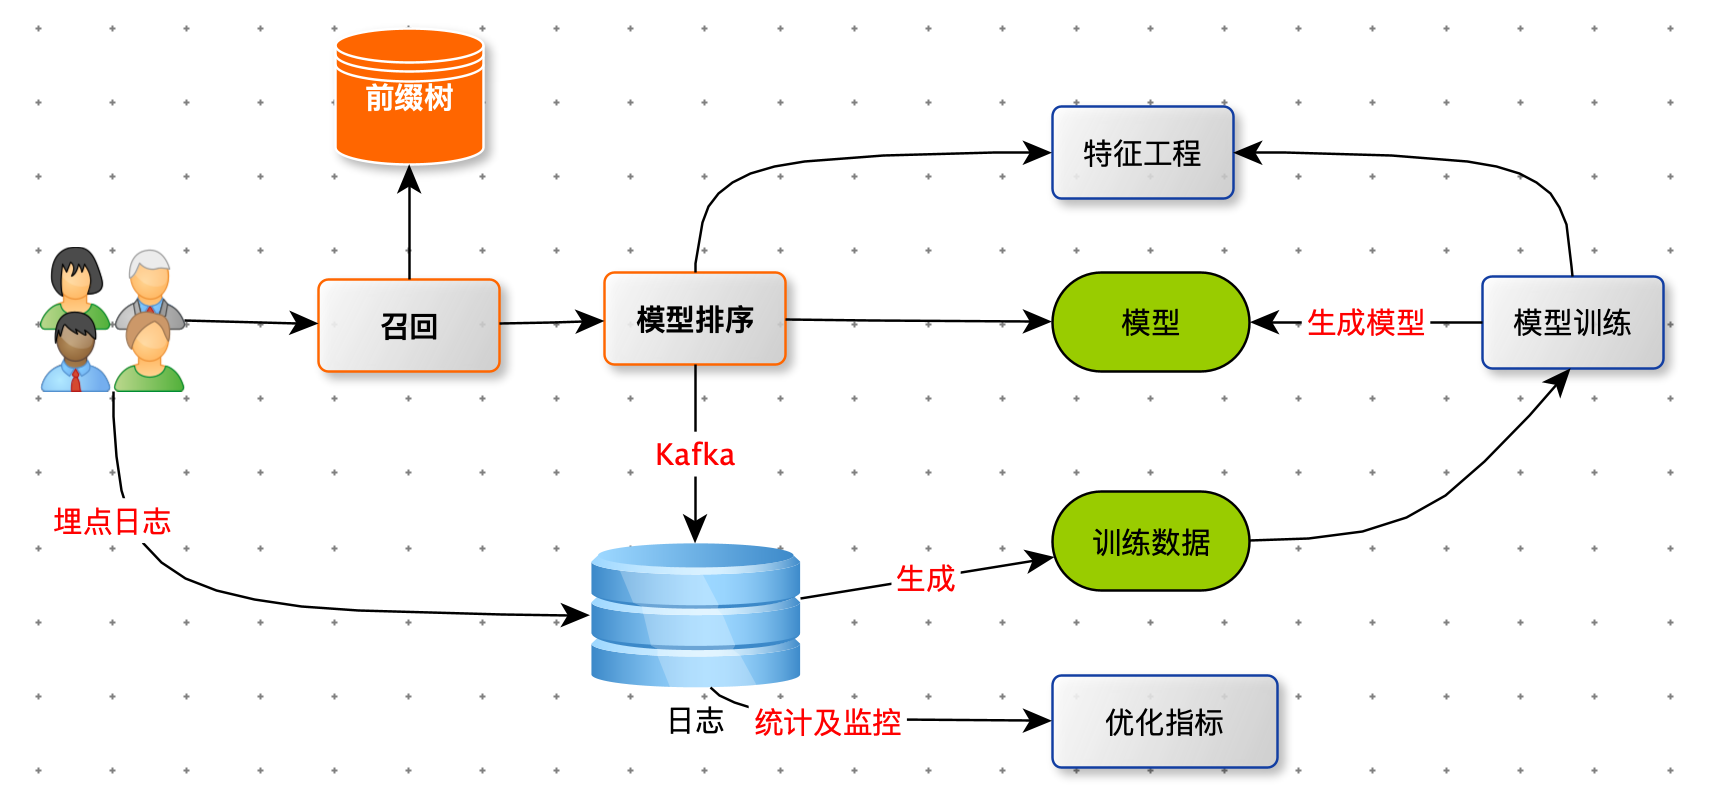 前缀树
特征工程
召回
模型排序
模型
生成模型
模型训练
Kafka
埋点日志
训练数据
生成
日志
统计及监控
优化指标